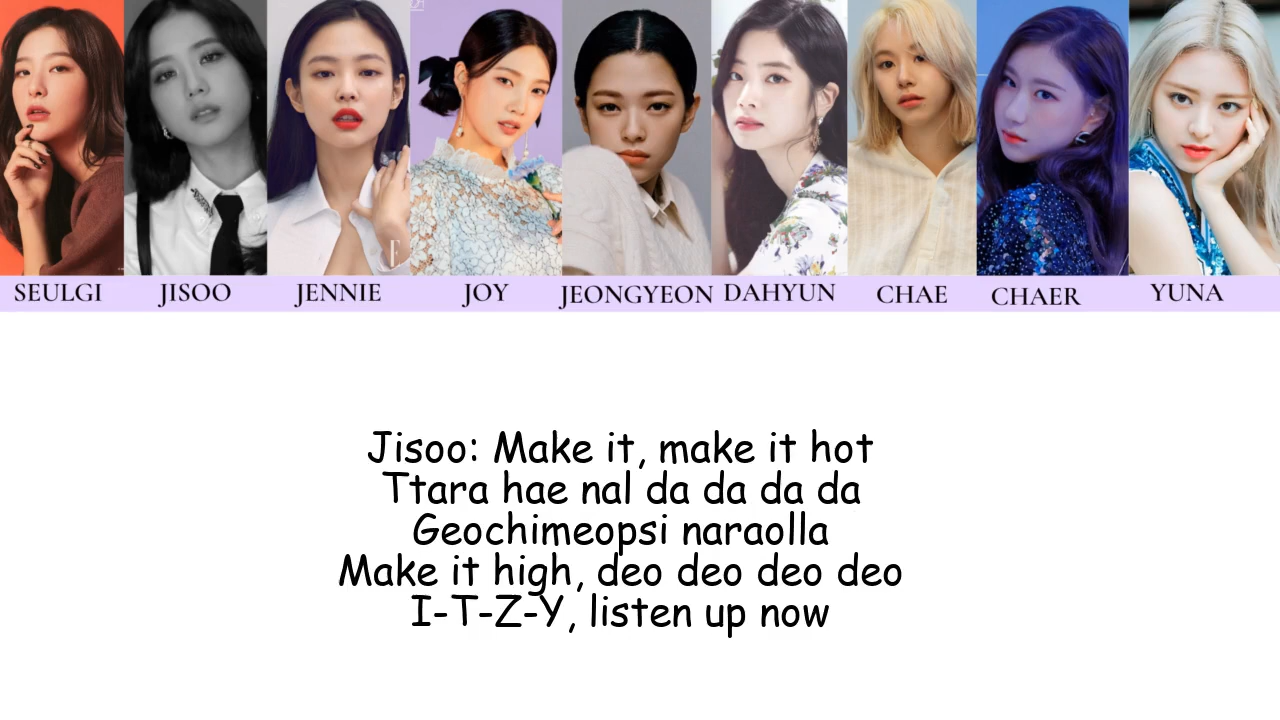 SEULGI JISOO JENNIE JOY JEONGYEON DAHYUN CHAE CHAER YUNA
Jisoo: Make it, make it hot
Ttara hae nal da da da da
Geochimeopsi naraolla
Make it high, deo deo deo deo
I-T-Z-Y, listen up now